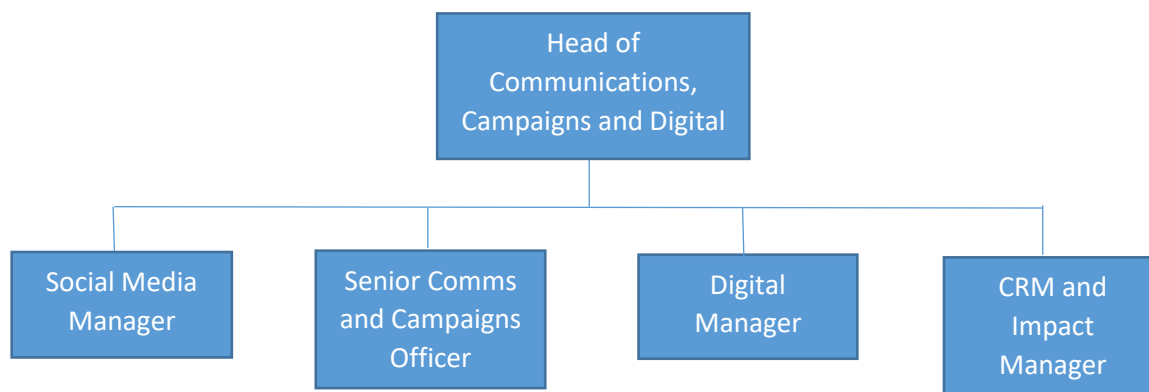 Head of
Communications,
Campaigns and Digital
Social Media
Manager
Senior Comms
and Campaigns
Officer
Digital
Manager
CRM and
Impact
Manager